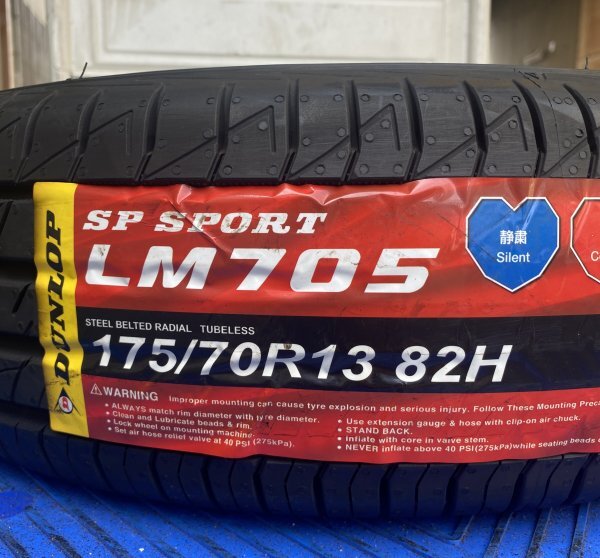 DUNLOP
SP SPORT
LM705
静粛
Silent
STEEL BELTED RADIAL TUBELESS
175/70R13 82H
⚠WARNING Improper mounting can cause tyre explosion and serious injury. Follow These Mounting
• ALWAYS match rim diameter with tyre diameter.
• Clean and Lubricate beads & rim.
• Lock wheel on mounting machine.
• Set air hose relief valve at 40 PSI (275kPa).
• Use extension gauge & hose with clip-on air chuck.
• STAND BACK.
• Inflate with core in valve stem.
• NEVER inflate above 40 PSI(275kPa)while seating beads